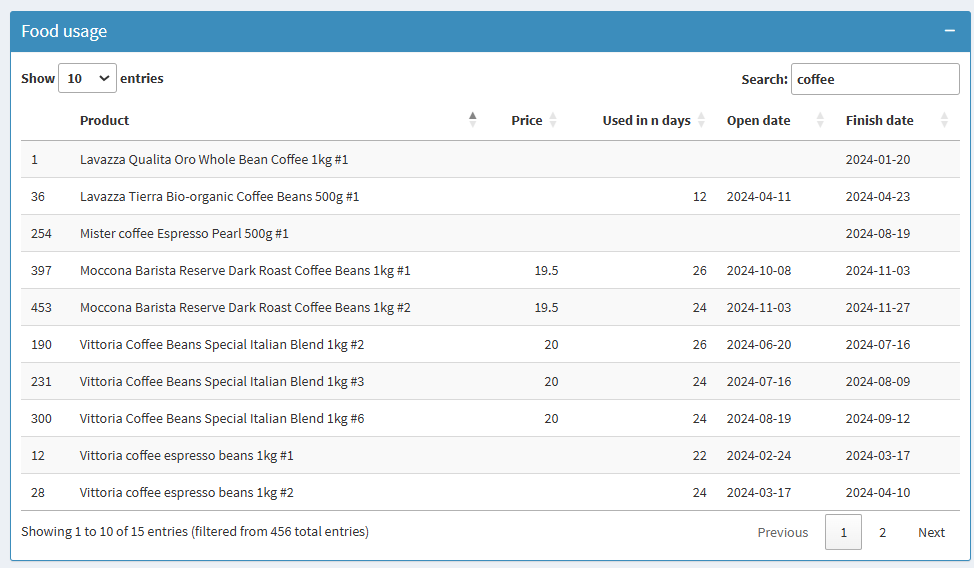 Food usage
Show 10 entries Search: coffee
Product Price Used in n days Open date Finish date
1 Lavazza Qualita Oro Whole Bean Coffee 1kg #1 2024-01-20
36 Lavazza Tierra Bio-organic Coffee Beans 500g #1 12 2024-04-11 2024-04-23
254 Mister coffee Espresso Pearl 500g #1 2024-08-19
397 Moccona Barista Reserve Dark Roast Coffee Beans 1kg #1 19.5 26 2024-10-08 2024-11-03
453 Moccona Barista Reserve Dark Roast Coffee Beans 1kg #2 19.5 24 2024-11-03 2024-11-27
190 Vittoria Coffee Beans Special Italian Blend 1kg #2 20 26 2024-06-20 2024-07-16
231 Vittoria Coffee Beans Special Italian Blend 1kg #3 20 24 2024-07-16 2024-08-09
300 Vittoria Coffee Beans Special Italian Blend 1kg #6 20 24 2024-08-19 2024-09-12
12 Vittoria coffee espresso beans 1kg #1 22 2024-02-24 2024-03-17
28 Vittoria coffee espresso beans 1kg #2 24 2024-03-17 2024-04-10
Showing 1 to 10 of 15 entries (filtered from 456 total entries) Previous 1 2 Next